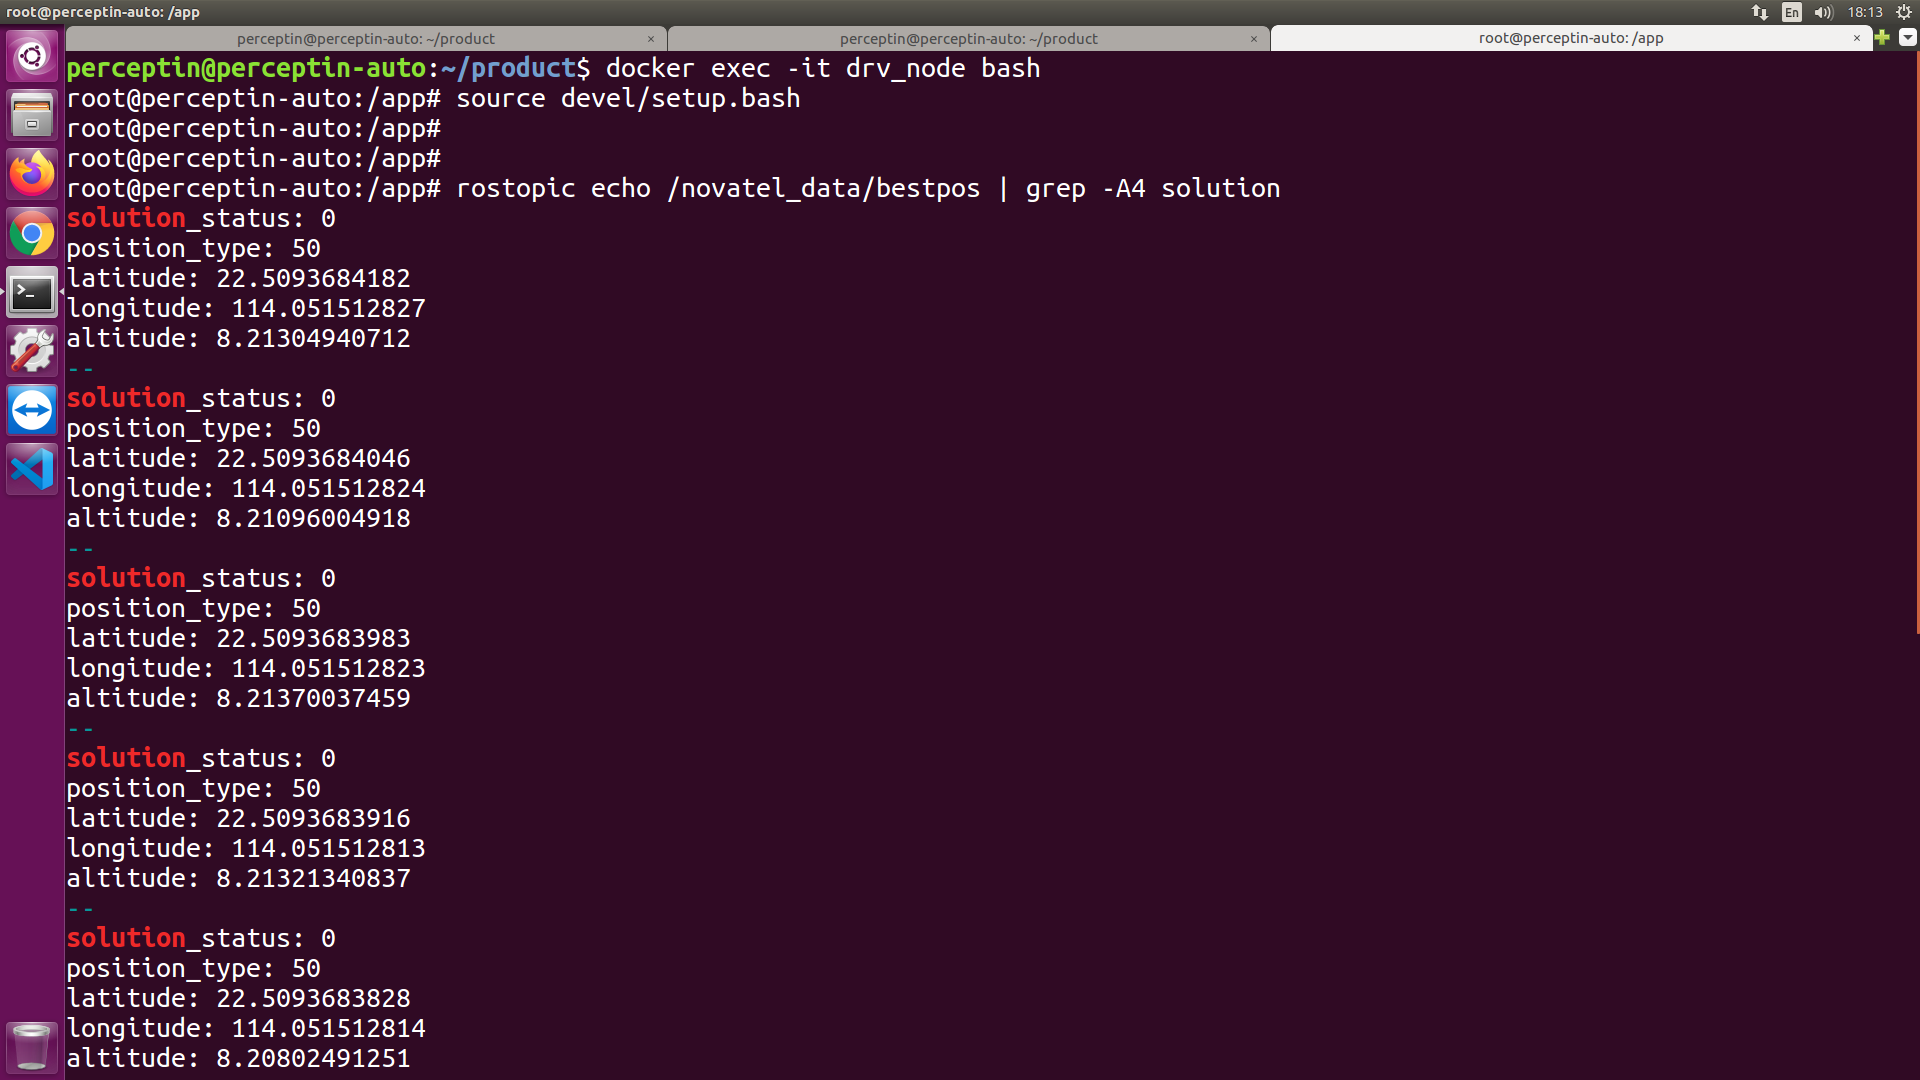 root@perceptin-auto: /app
En
18:13
perceptin@perceptin-auto: ~/product
×
perceptin@perceptin-auto: ~/product
×
root@perceptin-auto: /app
×
perceptin@perceptin-auto:~/product$ docker exec -it drv_node bash
root@perceptin-auto:/app# source devel/setup.bash
root@perceptin-auto:/app#
root@perceptin-auto:/app#
root@perceptin-auto:/app# rostopic echo /novatel_data/bestpos | grep -A4 solution
solution_status: 0
position_type: 50
latitude: 22.5093684182
longitude: 114.051512827
altitude: 8.21304940712
--
solution_status: 0
position_type: 50
latitude: 22.5093684046
longitude: 114.051512824
altitude: 8.21096004918
--
solution_status: 0
position_type: 50
latitude: 22.5093683983
longitude: 114.051512823
altitude: 8.21370037459
--
solution_status: 0
position_type: 50
latitude: 22.5093683916
longitude: 114.051512813
altitude: 8.21321340837
--
solution_status: 0
position_type: 50
latitude: 22.5093683828
longitude: 114.051512814
altitude: 8.20802491251